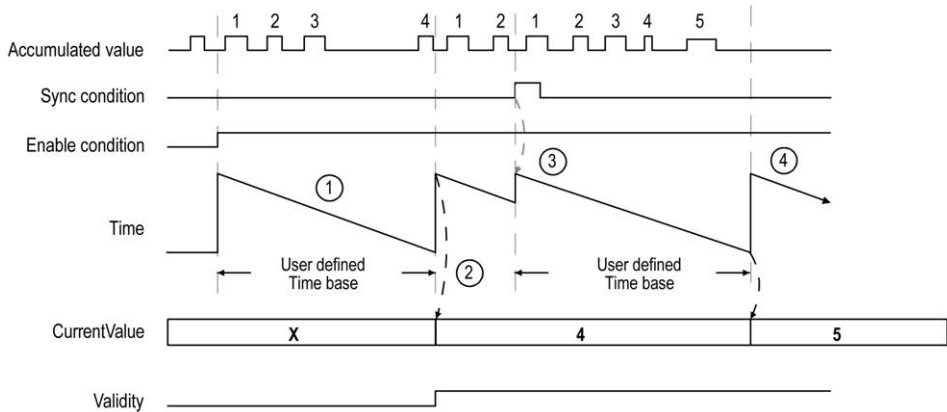 1 2 3 4 1 2 1 2 3 4 5
Accumulated value
Sync condition
Enable condition
1 3 4
Time
User defined
Time base
2
User defined
Time base
CurrentValue X 4 5
Validity